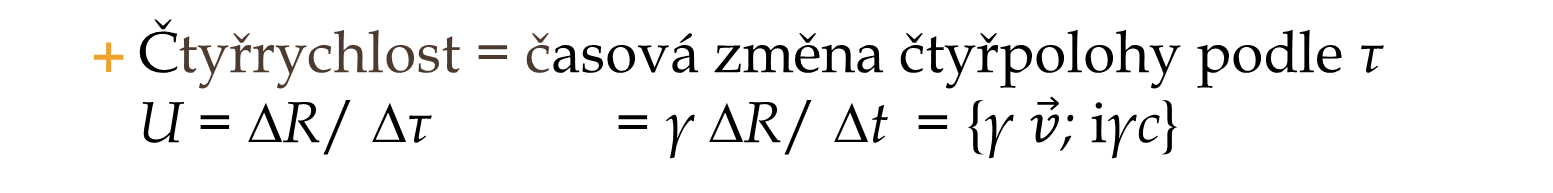 + Čtyřrychlost = časová změna čtyřpolohy podle τ
U = ΔR/ Δτ = γ ΔR/ Δt = {γ v⃗; iγc}